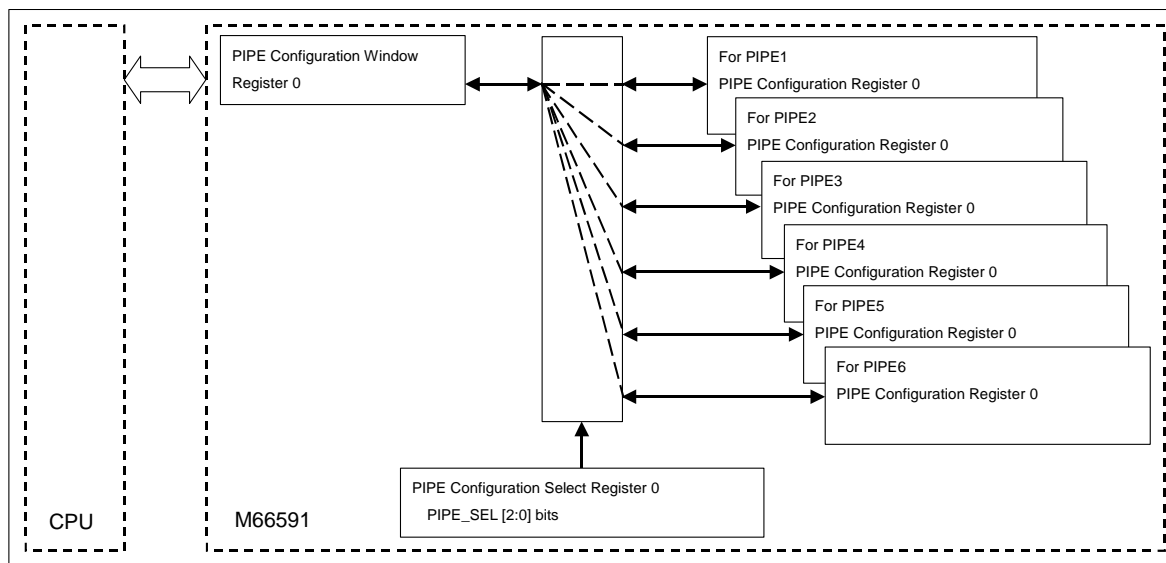 PIPE Configuration Window
Register 0
For PIPE1
PIPE Configuration Register 0
For PIPE2
PIPE Configuration Register 0
For PIPE3
PIPE Configuration Register 0
For PIPE4
PIPE Configuration Register 0
For PIPE5
PIPE Configuration Register 0
For PIPE6
PIPE Configuration Register 0
PIPE Configuration Select Register 0
PIPE_SEL [2:0] bits
CPU
M66591